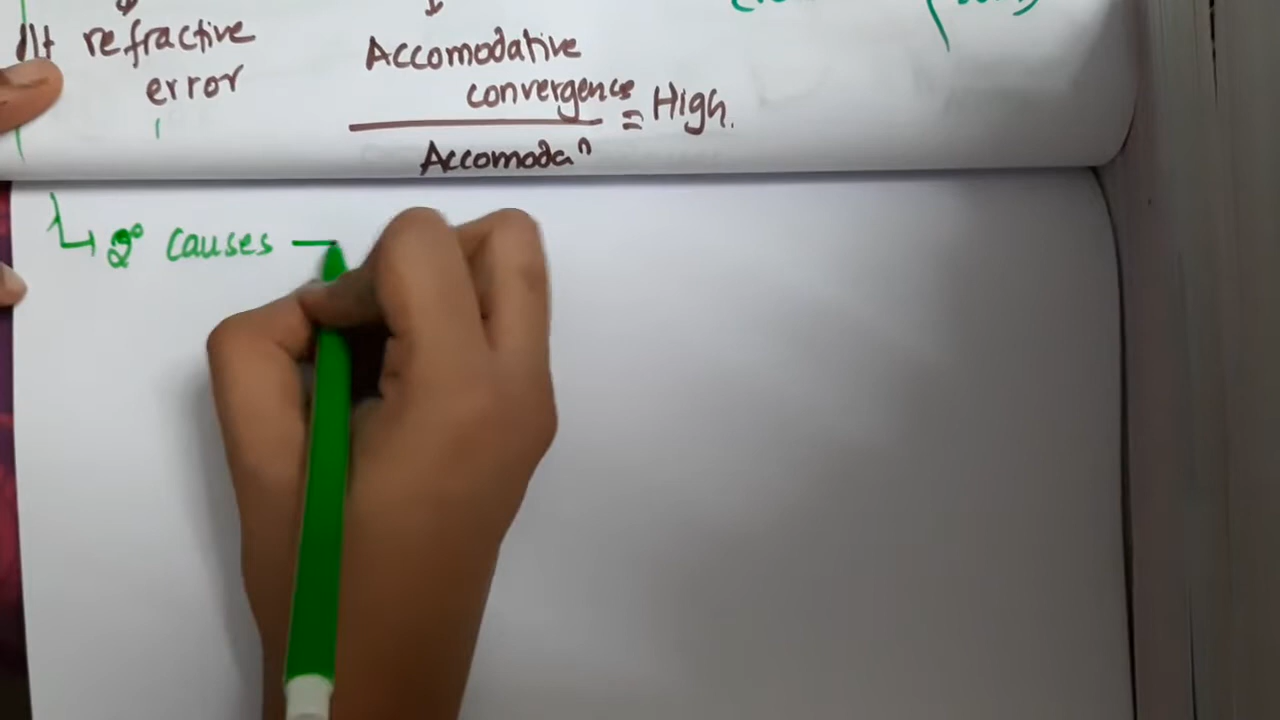 refractive
error
Accomodative
convergence
= High.
Accomodaⁿ
2° causes —